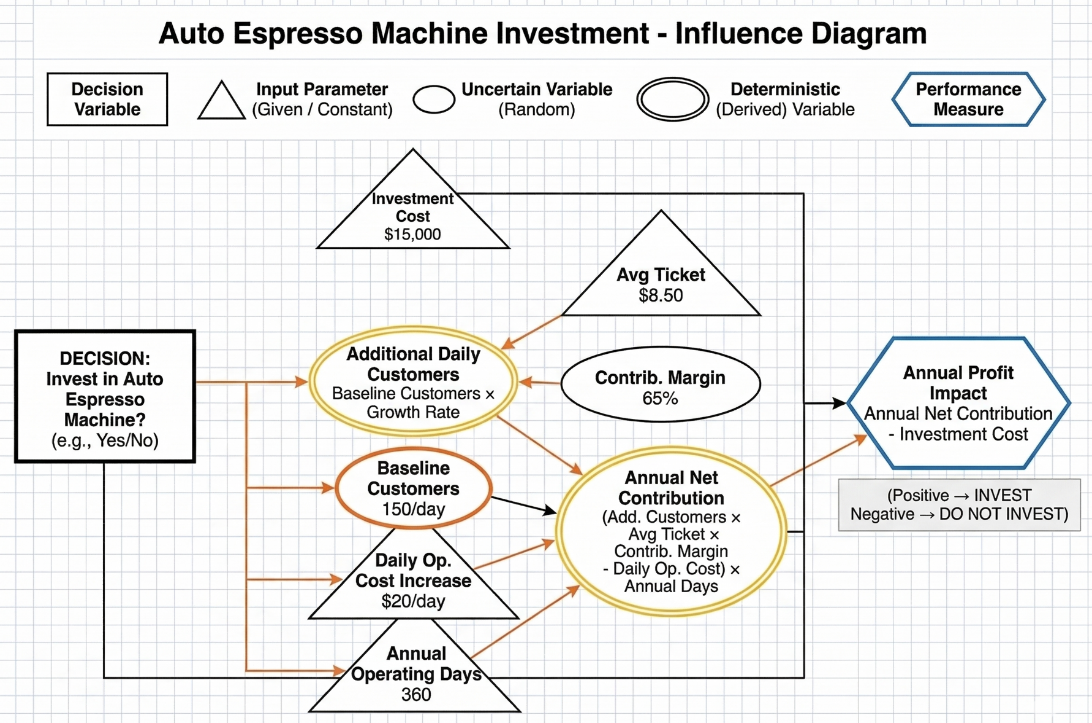 Auto Espresso Machine Investment - Influence Diagram
Decision
Variable
Input Parameter
(Given / Constant)
Uncertain Variable
(Random)
Deterministic
(Derived) Variable
Performance
Measure
Investment
Cost
$15,000
Avg Ticket
$8.50
DECISION:
Invest in Auto
Espresso
Machine?
(e.g., Yes/No)
Additional Daily
Customers
Baseline Customers ×
Growth Rate
Contrib. Margin
65%
Annual Profit
Impact
Annual Net Contribution
- Investment Cost
Baseline
Customers
150/day
Annual Net
Contribution
(Add. Customers ×
Avg Ticket ×
Contrib. Margin
- Daily Op. Cost) ×
Annual Days
(Positive → INVEST
Negative → DO NOT INVEST)
Daily Op.
Cost Increase
$20/day
Annual
Operating Days
360